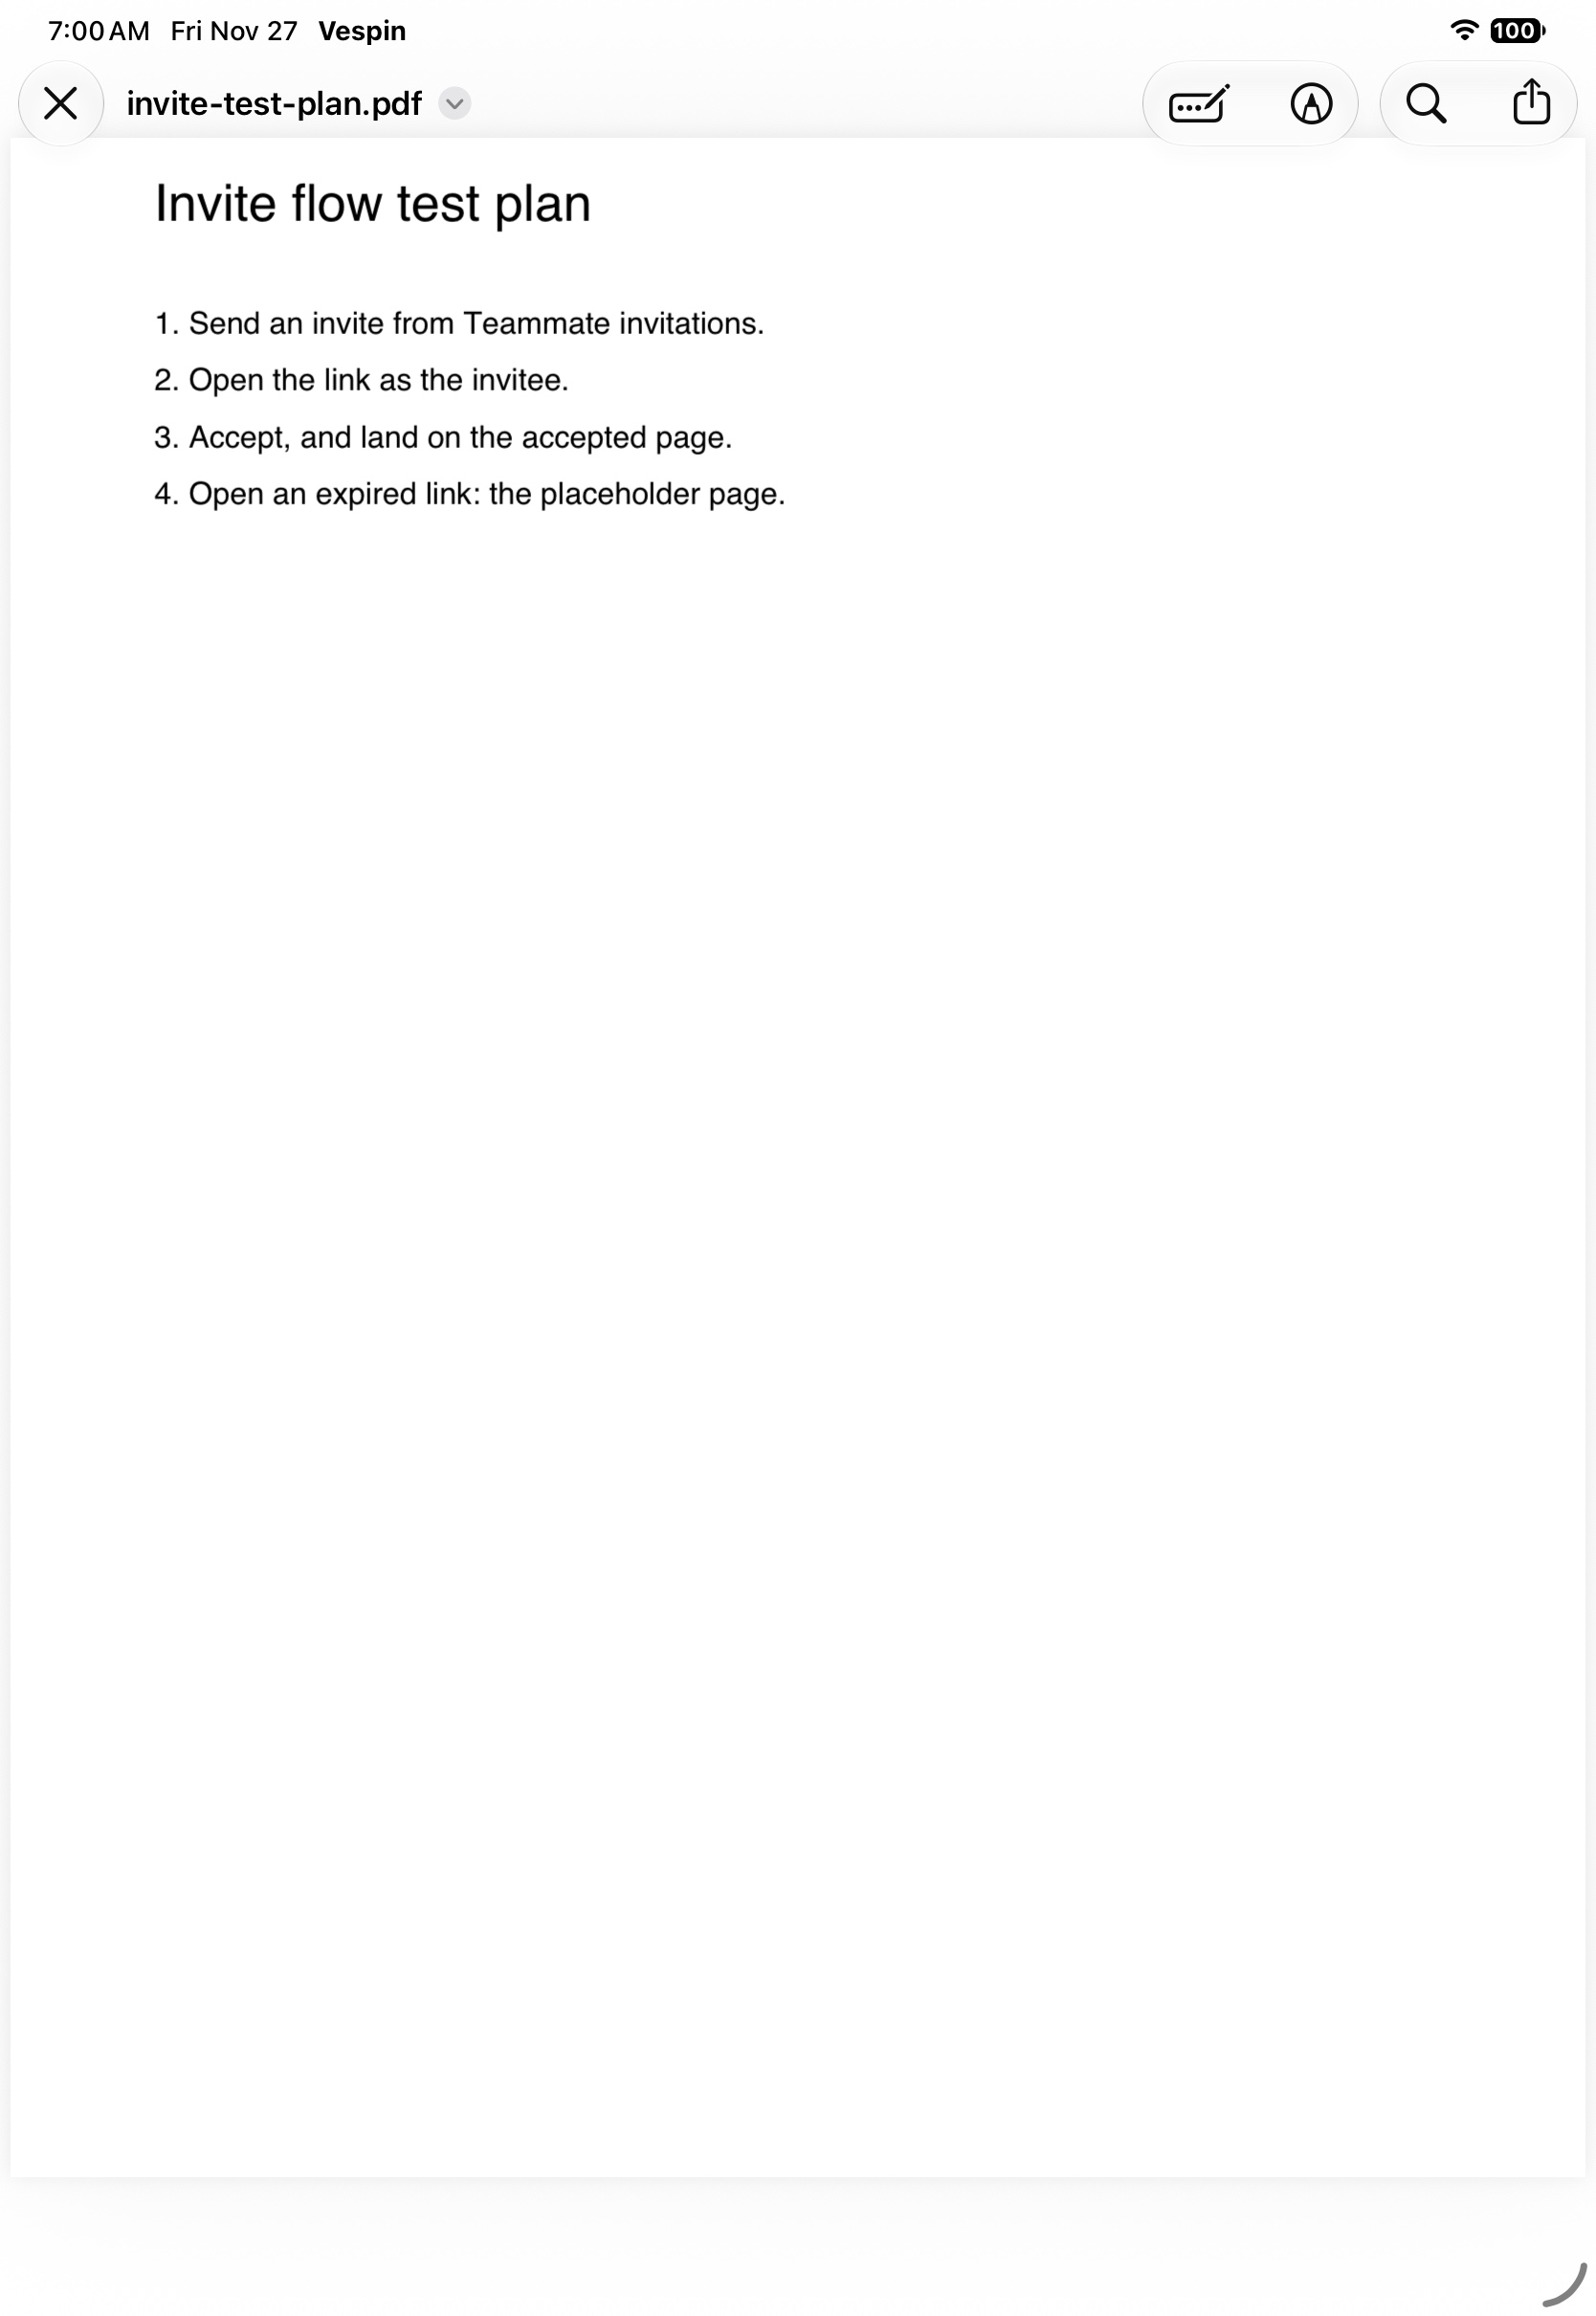 7:00 AM Fri Nov 27 Vespin
100
invite-test-plan.pdf
Invite flow test plan
1. Send an invite from Teammate invitations.
2. Open the link as the invitee.
3. Accept, and land on the accepted page.
4. Open an expired link: the placeholder page.